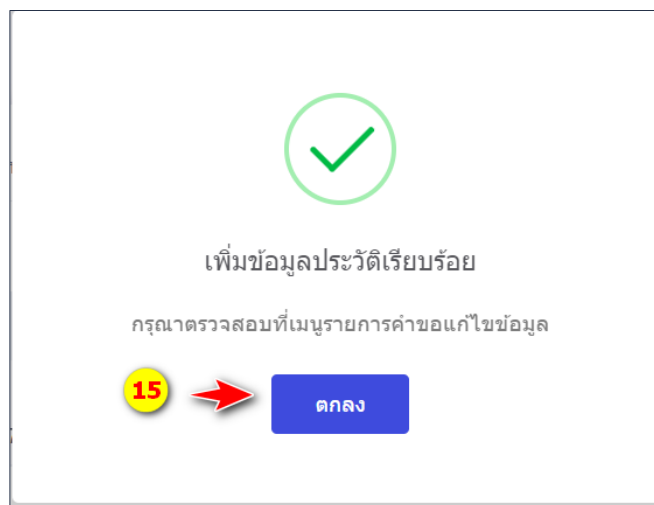 เพิ่มข้อมูลประวัติเรียบร้อย
กรุณาตรวจสอบที่เมนูรายการคำขอแก้ไขข้อมูล
15
ตกลง